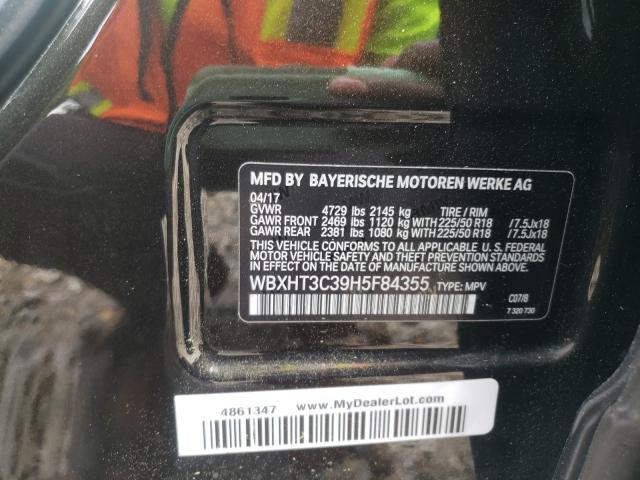 MFD BY BAYERISCHE MOTOREN WERKE AG
04/17
GVWR 4729 lbs 2145 kg TIRE / RIM
GAWR FRONT 2469 lbs 1120 kg WITH 225/50 R18 /7.5Jx18
GAWR REAR 2381 lbs 1080 kg WITH 225/50 R18 /7.5Jx18
THIS VEHICLE CONFORMS TO ALL APPLICABLE U. S. FEDERAL
MOTOR VEHICLE SAFETY AND THEFT PREVENTION STANDARDS
IN EFFECT ON THE DATE OF MANUFACTURE SHOWN ABOVE.
WBXHT3C39H5F84355 TYPE: MPV
C07/8
7 320 730
4861347 www.MyDealerLot.com